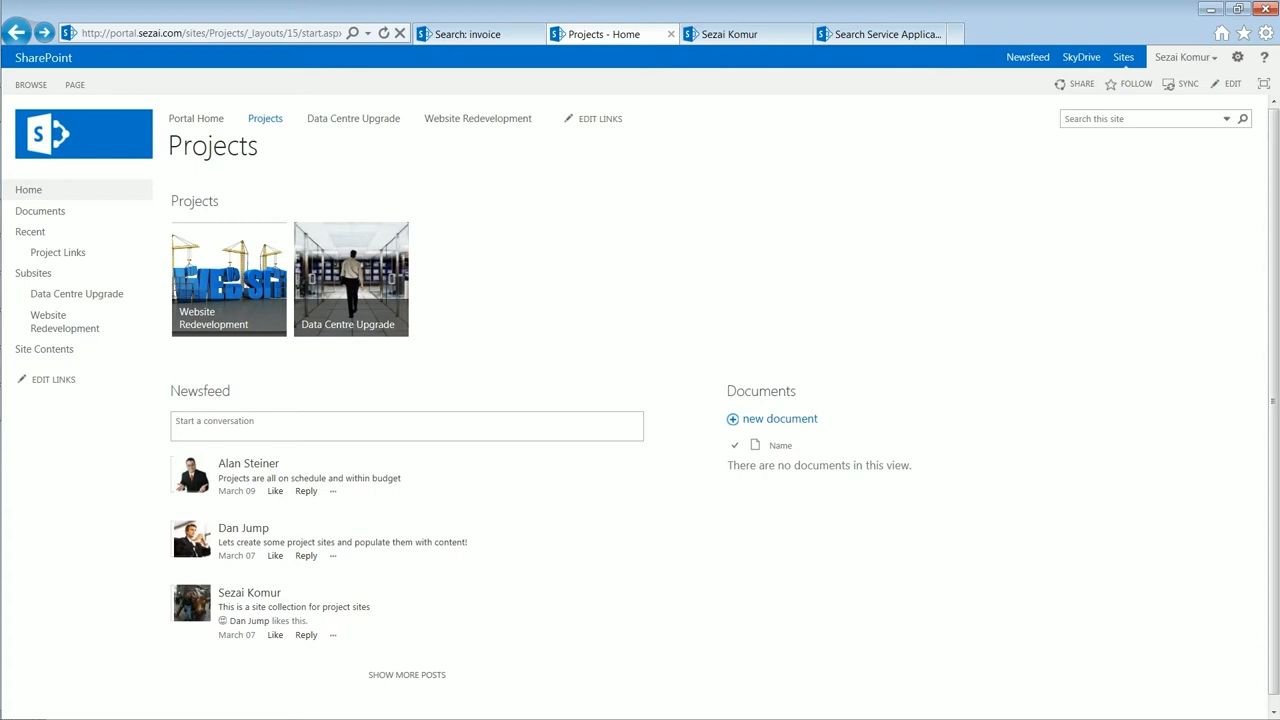 http://portal.sezai.com/sites/Projects/_layouts/15/start.aspx
Search: invoice
Projects - Home
Sezai Komur
Search Service Applica...
SharePoint
Newsfeed
SkyDrive
Sites
Sezai Komur
?
BROWSE
PAGE
SHARE
FOLLOW
SYNC
EDIT
Portal Home
Projects
Data Centre Upgrade
Website Redevelopment
EDIT LINKS
Search this site
Projects
Home
Documents
Recent
Project Links
Subsites
Data Centre Upgrade
Website
Redevelopment
Site Contents
EDIT LINKS
Projects
WEBSIT
Website
Redevelopment
Data Centre Upgrade
Newsfeed
Start a conversation
Alan Steiner
Projects are all on schedule and within budget
March 09 Like Reply ...
Dan Jump
Lets create some project sites and populate them with content!
March 07 Like Reply ...
Sezai Komur
This is a site collection for project sites
Dan Jump likes this.
March 07 Like Reply ...
SHOW MORE POSTS
Documents
new document
Name
There are no documents in this view.